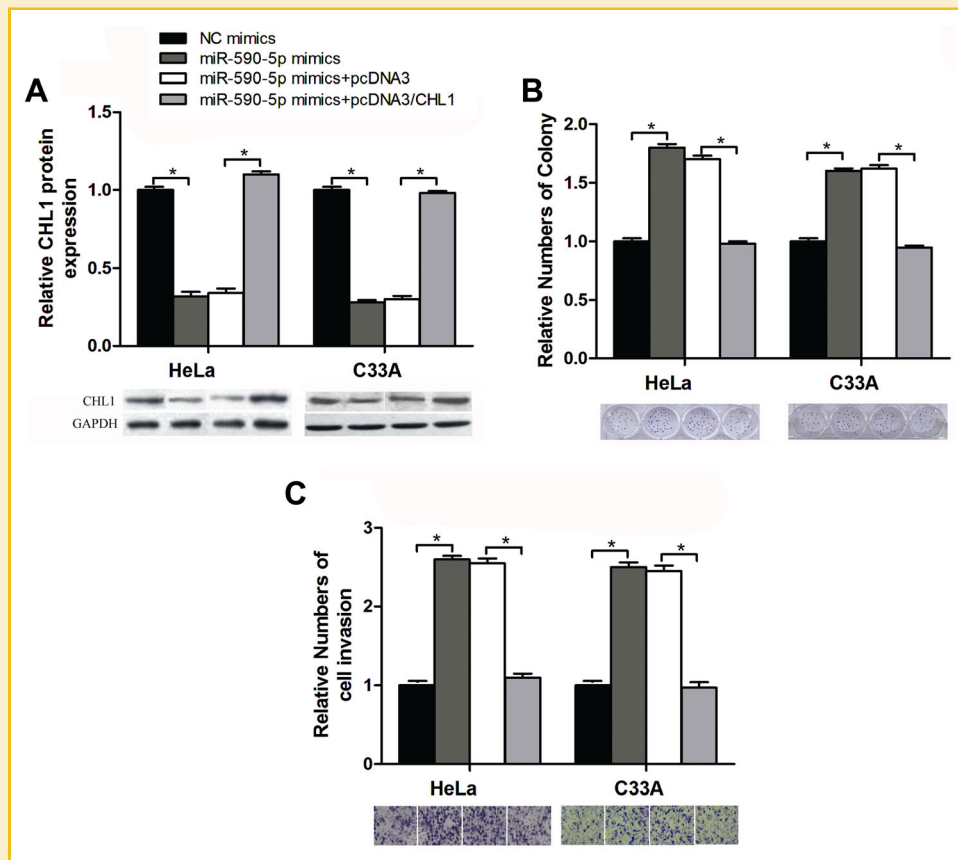 NC mimics
miR-590-5p mimics
miR-590-5p mimics+pcDNA3
miR-590-5p mimics+pcDNA3/CHL1
A
Relative CHL1 protein
expression
1.5
1.0
0.5
0.0
*
*
*
*
HeLa
C33A
CHL1
GAPDH
B
Relative Numbers of Colony
2.0
1.5
1.0
0.5
0.0
*
*
*
*
HeLa
C33A
C
Relative Numbers of
cell invasion
3
2
1
0
*
*
*
*
HeLa
C33A